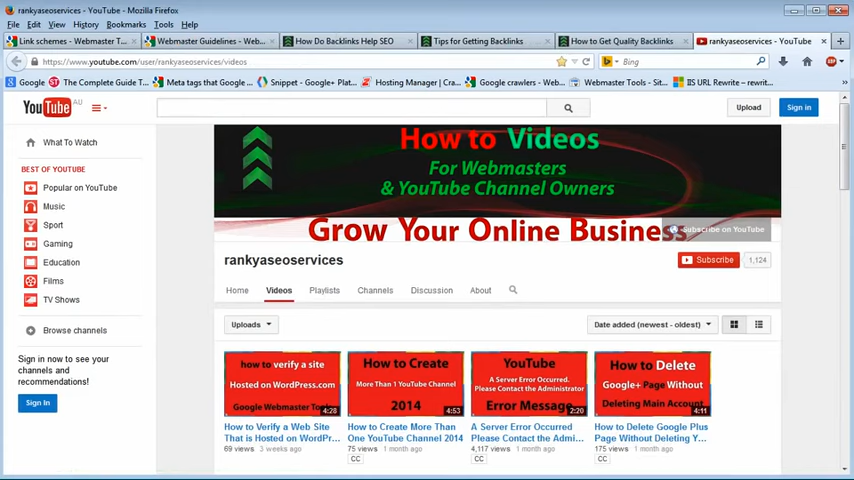 rankyaseoservices - YouTube - Mozilla Firefox
File Edit View History Bookmarks Tools Help
Link schemes - Webmaster T...
Webmaster Guidelines - Web...
How Do Backlinks Help SEO
Tips for Getting Backlinks
How to Get Quality Backlinks
rankyaseoservices - YouTube
https://www.youtube.com/user/rankyaseoservices/videos
Bing
Google
The Complete Guide T...
Meta tags that Google ...
Snippet - Google+ Plat...
Hosting Manager | Cra...
Google crawlers - web...
Webmaster Tools - Sit...
IIS URL Rewrite – rewrit...
YouTube AU
Upload
Sign in
What To Watch
BEST OF YOUTUBE
Popular on YouTube
Music
Sport
Gaming
Education
Films
TV Shows
Browse channels
Sign in now to see your
channels and
recommendations!
Sign In
How to Videos
For Webmasters
& YouTube Channel Owners
Grow Your Online Business
Subscribe on YouTube
rankyaseoservices
Subscribe 1,124
Home Videos Playlists Channels Discussion About
Uploads
Date added (newest - oldest)
how to verify a site
Hosted on WordPress.com
Google Webmaster Tools
4:28
How to Verify a Web Site
That is Hosted on WordPr...
69 views 3 weeks ago
How to Create
More Than 1 YouTube Channel
2014
4:53
How to Create More Than
One YouTube Channel 2014
75 views 1 month ago
CC
YouTube
A Server Error Occurred.
Please Contact the Administrator
Error Message
2:20
A Server Error Occurred
Please Contact the Admi...
4,117 views 1 month ago
CC
How to Delete
Google+ Page Without
Deleting Main Account
4:11
How to Delete Google Plus
Page Without Deleting Y...
175 views 1 month ago
CC